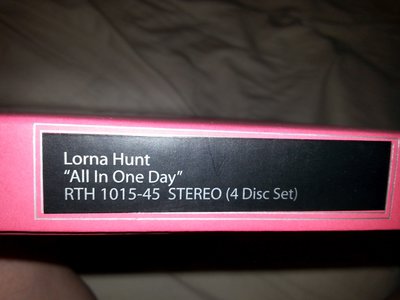 Lorna Hunt
“All In One Day”
RTH 1015-45 STEREO (4 Disc Set)